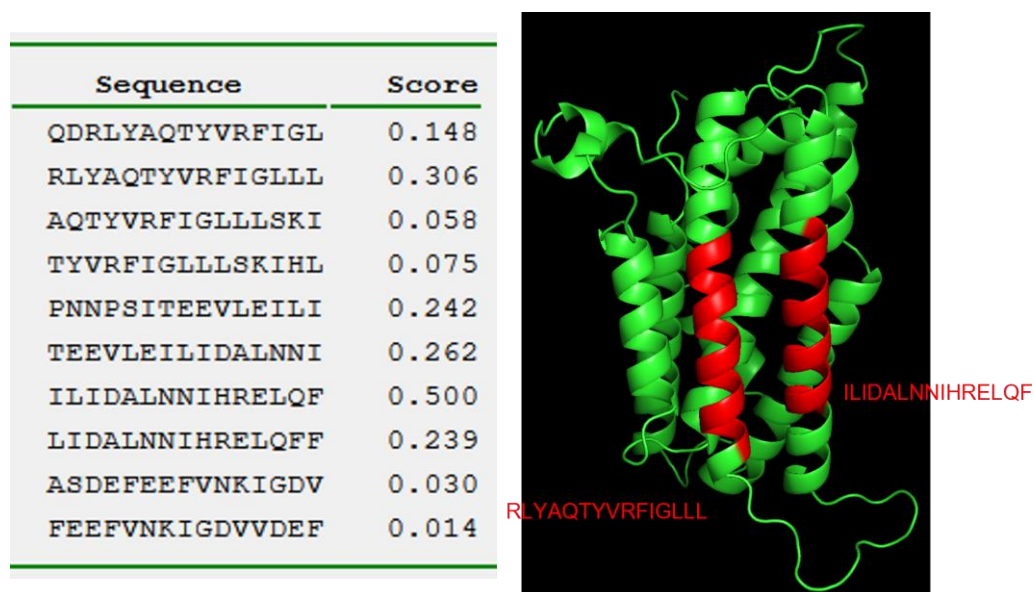 Sequence Score
QDRLYAQTYVRFIGL 0.148
RLYAQTYVRFIGLLL 0.306
AQTYVRFIGLLLSKI 0.058
TYVRFIGLLLSKIHL 0.075
PNNPSITEEVLEILI 0.242
TEEVLEILIDALNNI 0.262
ILIDALNNIHRELQF 0.500
LIDALNNIHRELQFF 0.239
ASDEFEEFVNKIGDV 0.030
FEEFVNKIGDVVDEF 0.014
ILIDALNNIHRELQF
RLYAQTYVRFIGLLL